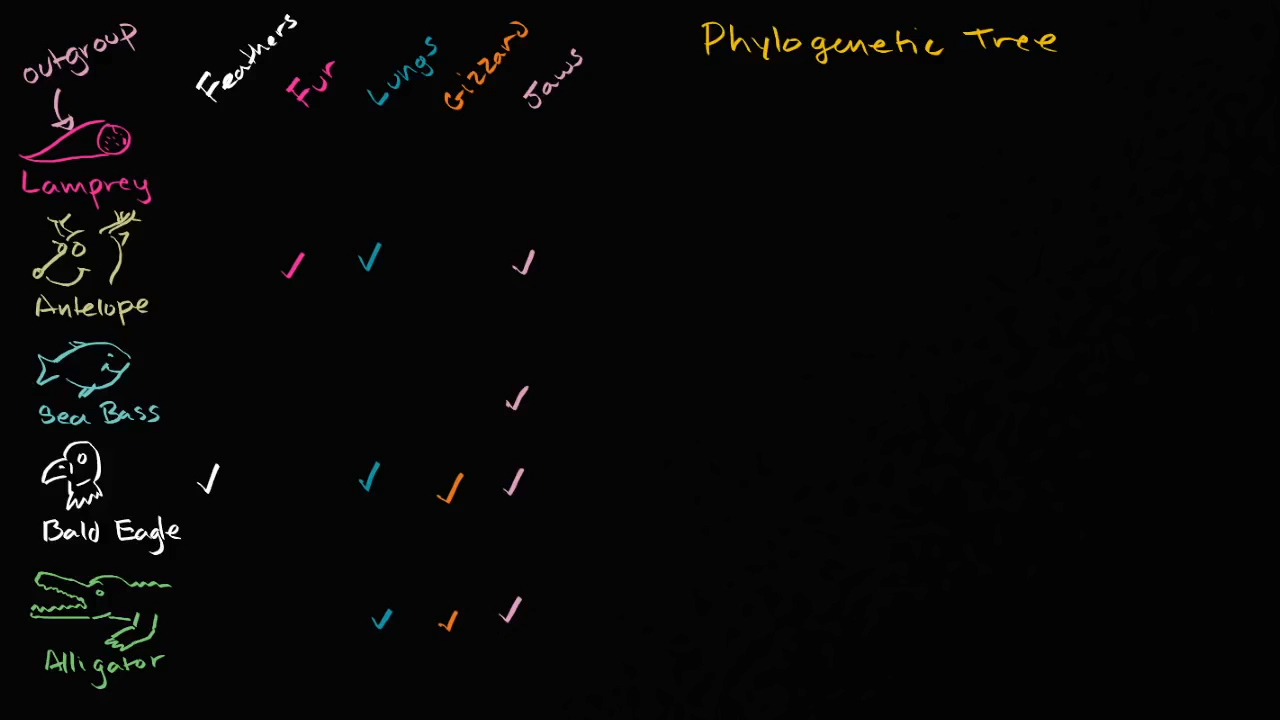 outgroup
Feathers
Fur
Lungs
Gizzard
Jaws
Phylogenetic Tree
Lamprey
Antelope
Sea Bass
Bald Eagle
Alligator